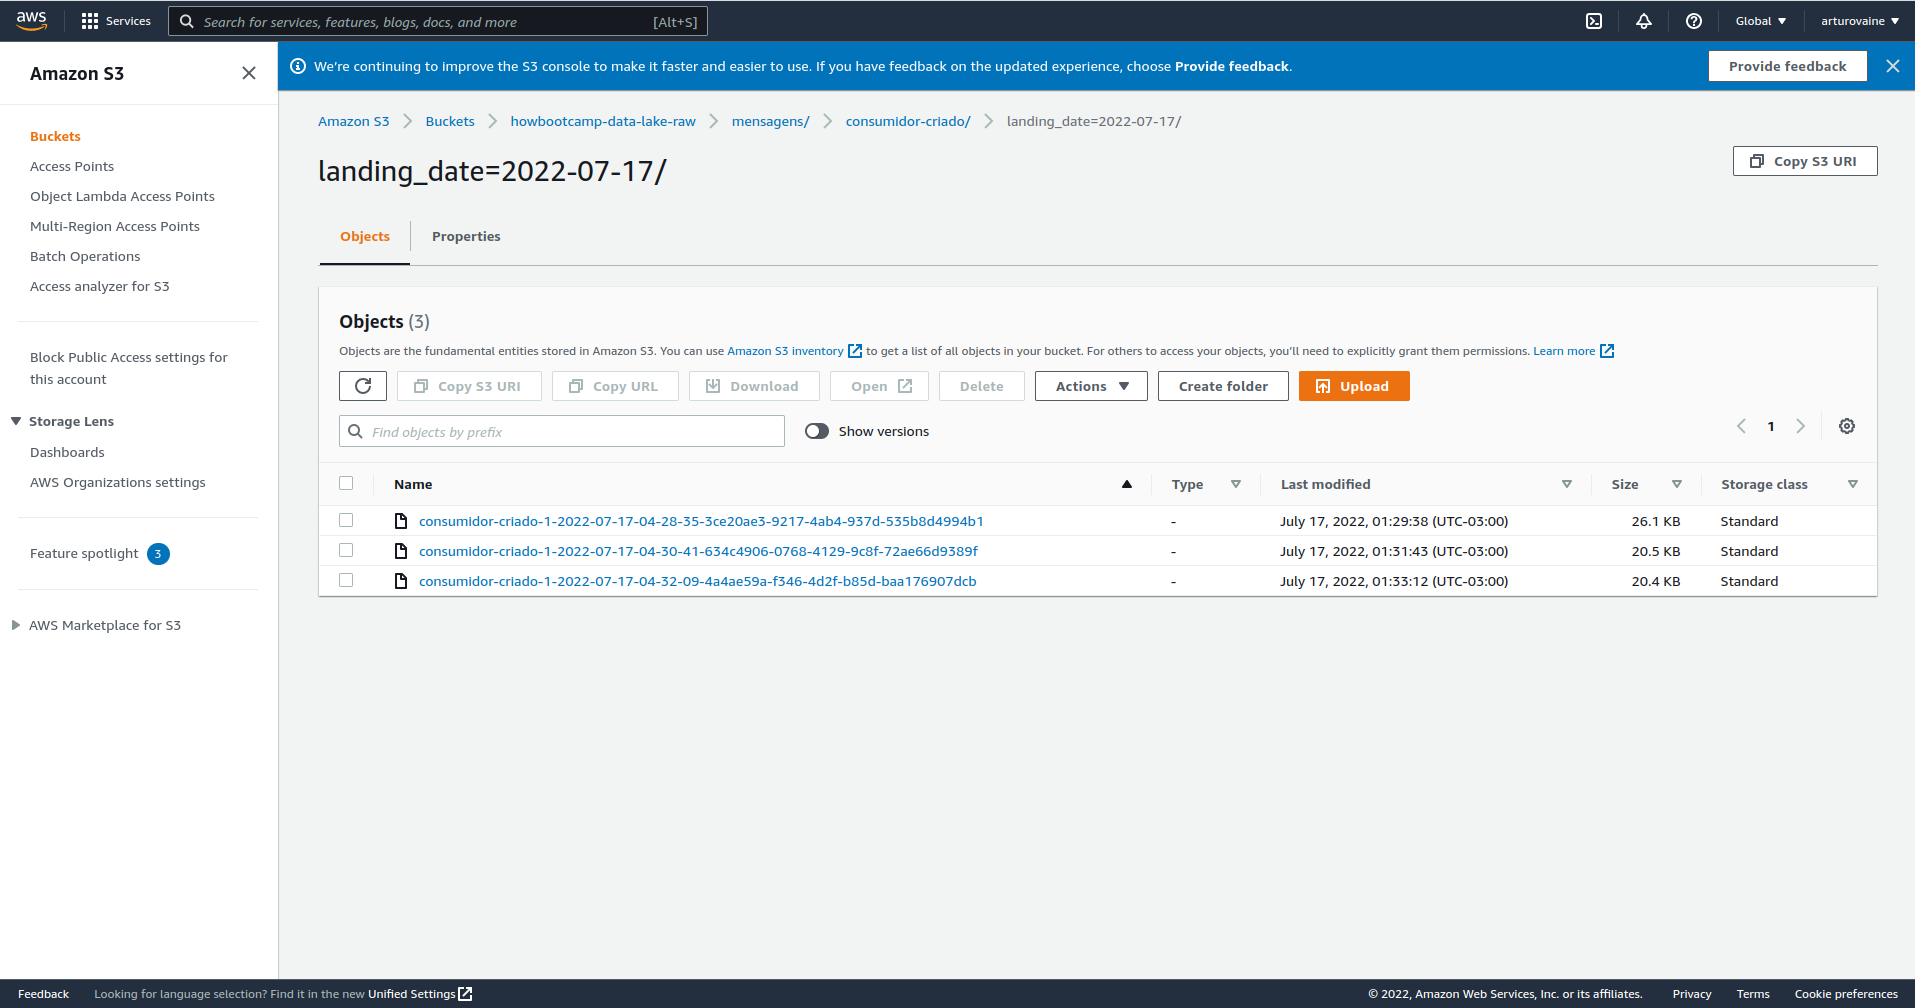 aws Services Search for services, features, blogs, docs, and more [Alt+S] Global arturovaine
Amazon S3
We're continuing to improve the S3 console to make it faster and easier to use. If you have feedback on the updated experience, choose Provide feedback. Provide feedback
Buckets
Access Points
Object Lambda Access Points
Multi-Region Access Points
Batch Operations
Access analyzer for S3
Block Public Access settings for
this account
Storage Lens
Dashboards
AWS Organizations settings
Feature spotlight 3
AWS Marketplace for S3
Amazon S3 Buckets howbootcamp-data-lake-raw mensagens/ consumidor-criado/ landing_date=2022-07-17/
landing_date=2022-07-17/
Copy S3 URI
Objects Properties
Objects (3)
Objects are the fundamental entities stored in Amazon S3. You can use Amazon S3 inventory to get a list of all objects in your bucket. For others to access your objects, you'll need to explicitly grant them permissions. Learn more
Copy S3 URI Copy URL Download Open Delete Actions Create folder Upload
Find objects by prefix Show versions 1
Name Type Last modified Size Storage class
consumidor-criado-1-2022-07-17-04-28-35-3ce20ae3-9217-4ab4-937d-535b8d4994b1 - July 17, 2022, 01:29:38 (UTC-03:00) 26.1 KB Standard
consumidor-criado-1-2022-07-17-04-30-41-634c4906-0768-4129-9c8f-72ae66d9389f - July 17, 2022, 01:31:43 (UTC-03:00) 20.5 KB Standard
consumidor-criado-1-2022-07-17-04-32-09-4a4ae59a-f346-4d2f-b85d-baa176907dcb - July 17, 2022, 01:33:12 (UTC-03:00) 20.4 KB Standard
Feedback Looking for language selection? Find it in the new Unified Settings © 2022, Amazon Web Services, Inc. or its affiliates. Privacy Terms Cookie preferences